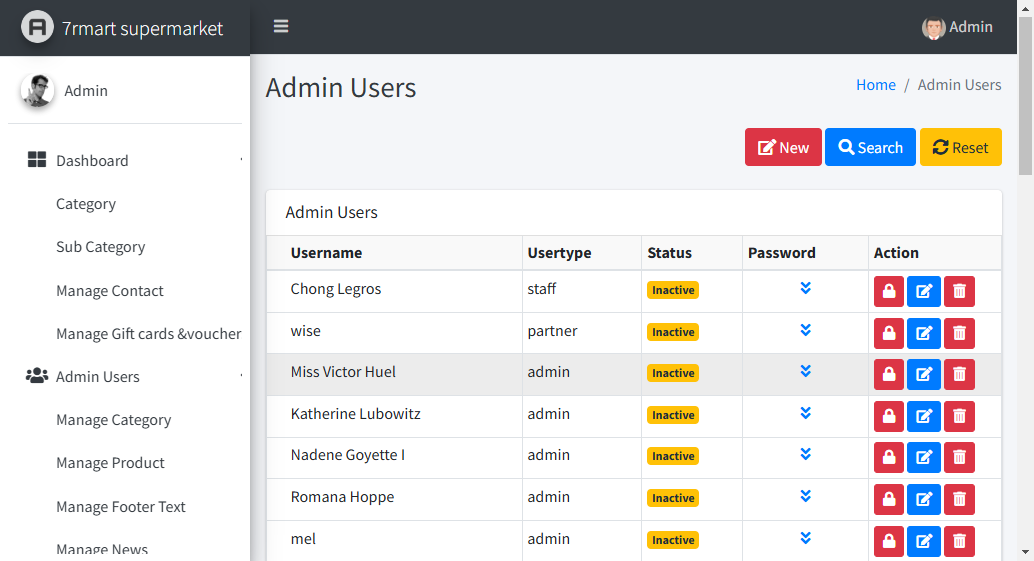 7rmart supermarket
Admin
Admin
Dashboard
Category
Sub Category
Manage Contact
Manage Gift cards &voucher
Admin Users
Manage Category
Manage Product
Manage Footer Text
Manage News
Admin Users
Home / Admin Users
New Search Reset
Admin Users
Username Usertype Status Password Action
Chong Legros staff Inactive
wise partner Inactive
Miss Victor Huel admin Inactive
Katherine Lubowitz admin Inactive
Nadene Goyette I admin Inactive
Romana Hoppe admin Inactive
mel admin Inactive